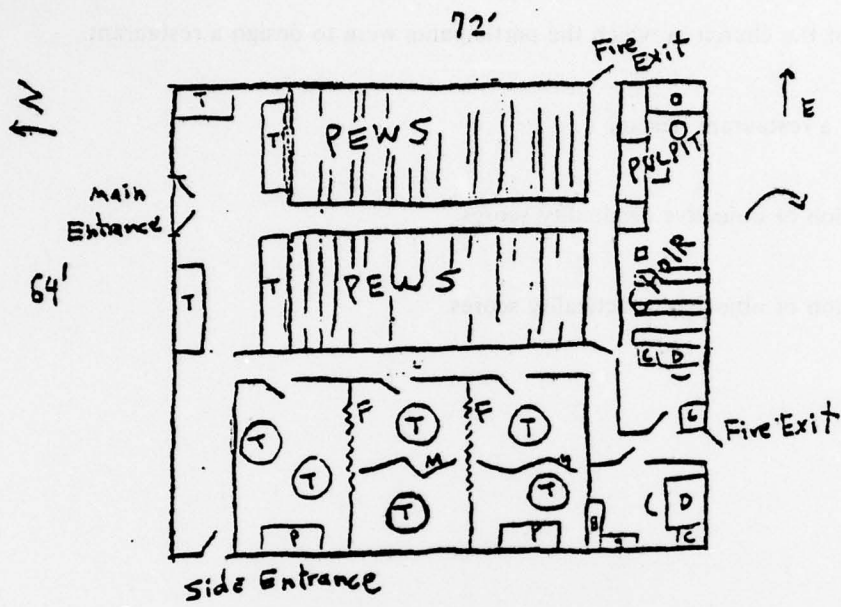 72'
Fire Exit
N
E
T
T
PEWS
PULPIT
Main
Entrance
64'
T
T
PEWS
CHOIR
C D
F
F
T
T
T
T
M
M
T
T
P
P
G
Fire Exit
B
D
C
Side Entrance